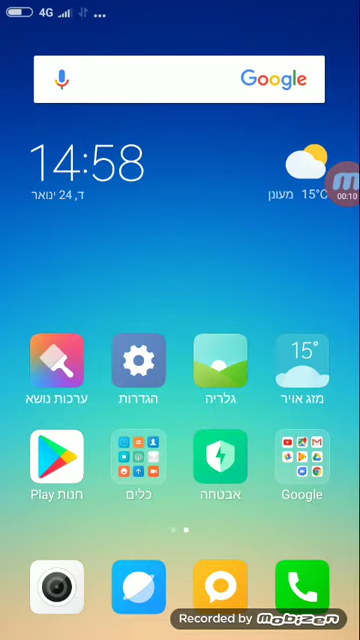 4G
Google
14:58
ד, 24 ינואר
15°C מעונן
00:10
15°
ערכות נושא
הגדרות
גלריה
מזג אויר
חנות Play
כלים
אבטחה
Google
Recorded by mobizen